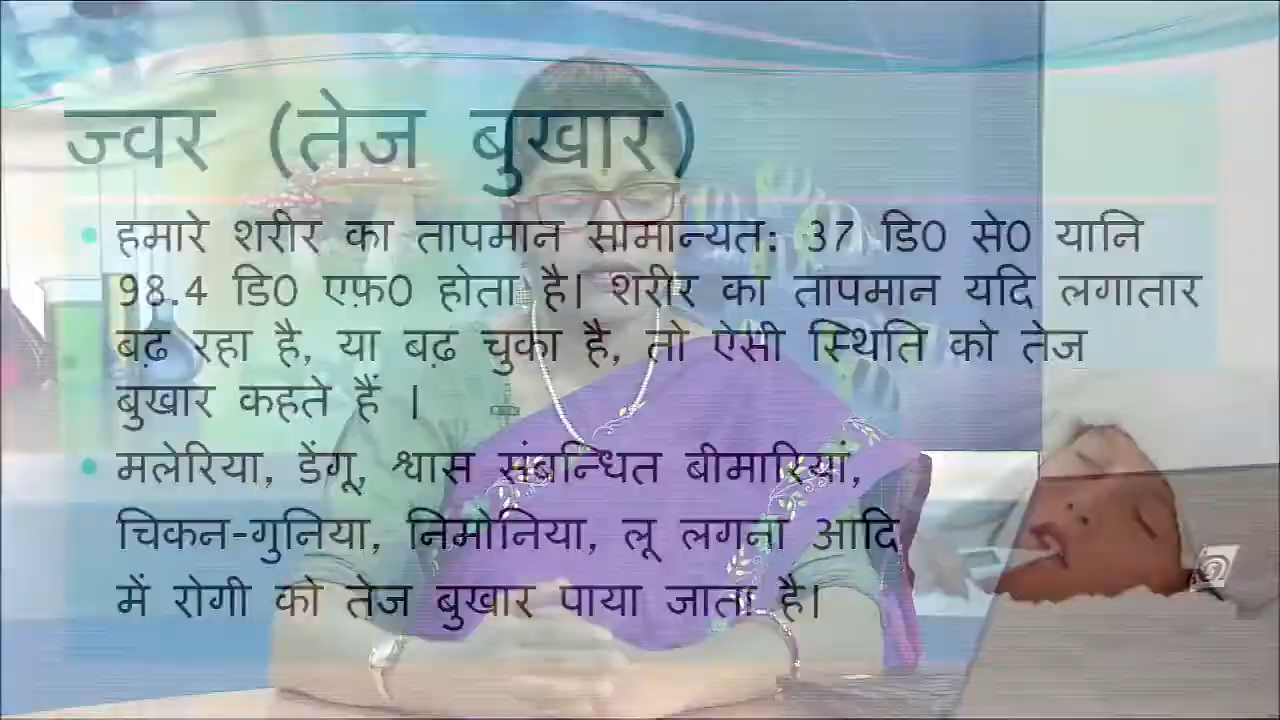 ज्वर (तेज बुखार)
हमारे शरीर का तापमान सामान्यत: 37 डि0 से0 यानि
98.4 डि0 एफ़0 होता है। शरीर का तापमान यदि लगातार
बढ़ रहा है, या बढ़ चुका है, तो ऐसी स्थिति को तेज
बुखार कहते हैं ।
मलेरिया, डेंगू, श्वास संबन्धित बीमारियां,
चिकन-गुनिया, निमोनिया, लू लगना आदि
में रोगी को तेज बुखार पाया जाता है।